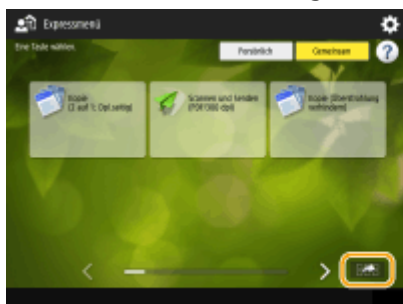 Expressmenü
Eine Taste wählen.
Persönlich
Gemeinsam
?
Kopie
(2 auf 1: Dpl.seitig)
Scannen und Senden
(PDF/300 dpi)
Kopie (Überstrahlung
verhindern)